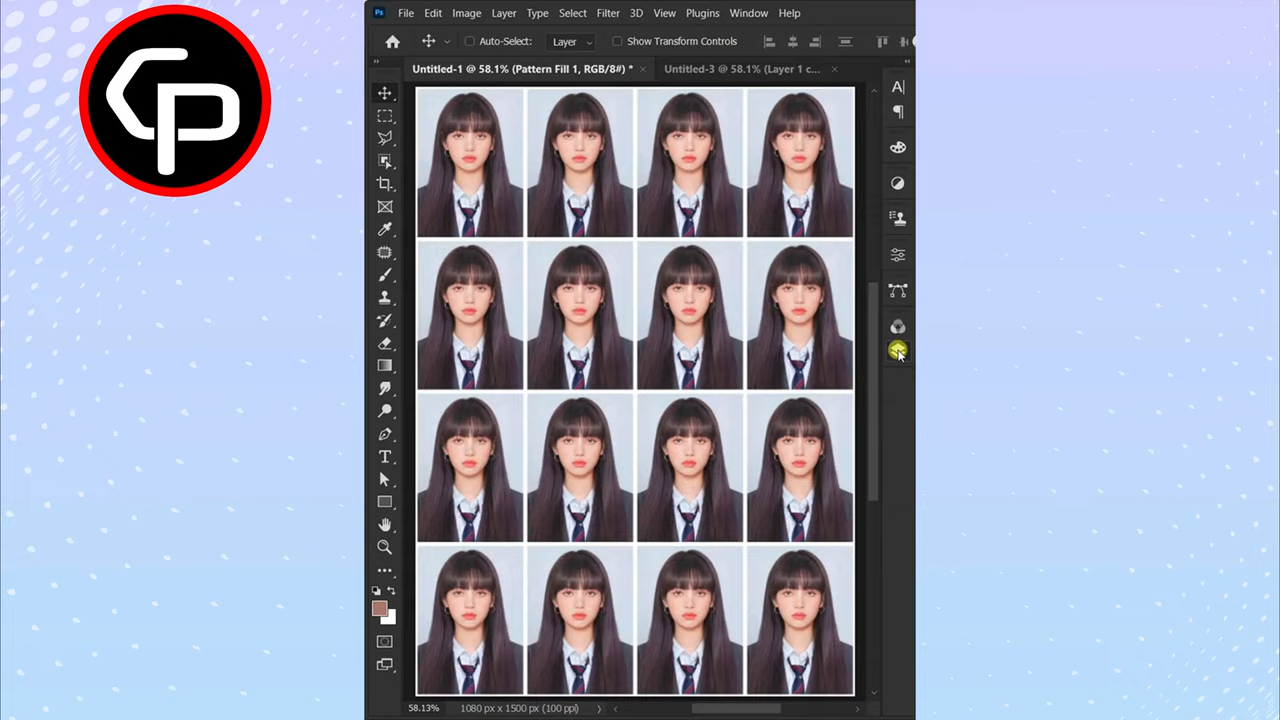 CP
Ps File Edit Image Layer Type Select Filter 3D View Plugins Window Help
Auto-Select: Layer Show Transform Controls
Untitled-1 @ 58.1% (Pattern Fill 1, RGB/8#) * × Untitled-3 @ 58.1% (Layer 1 c... ×
A
T
58.13% 1080 px x 1500 px (100 ppi)